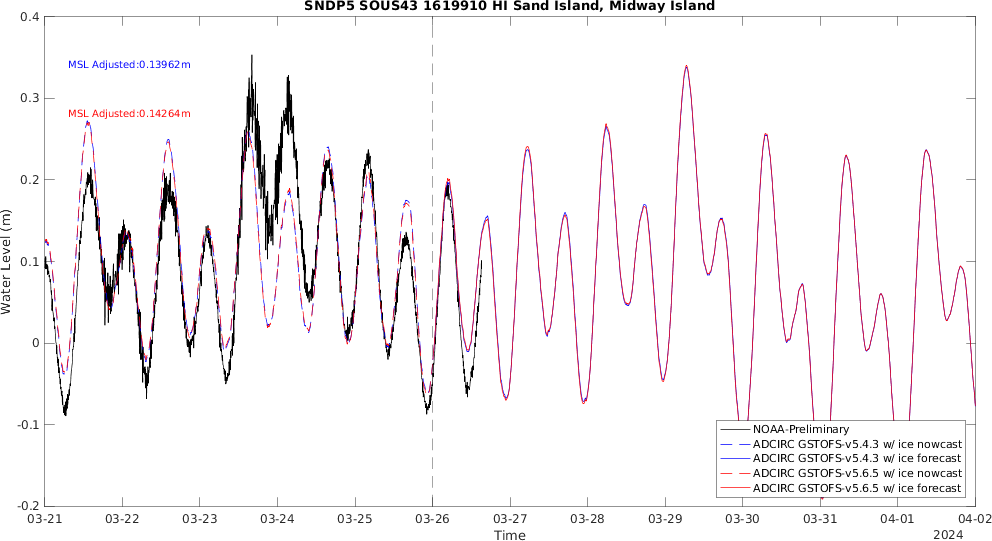 SNDP5 SOUS43 1619910 HI Sand Island, Midway Island
0.4
MSL Adjusted:0.13962m
0.3
MSL Adjusted:0.14264m
0.2
Water Level (m)
0.1
0
-0.1
NOAA-Preliminary
ADCIRC GSTOFS-v5.4.3 w/ ice nowcast
ADCIRC GSTOFS-v5.4.3 w/ ice forecast
ADCIRC GSTOFS-v5.6.5 w/ ice nowcast
ADCIRC GSTOFS-v5.6.5 w/ ice forecast
-0.2
03-21 03-22 03-23 03-24 03-25 03-26 03-27 03-28 03-29 03-30 03-31 04-01 04-02
Time
2024